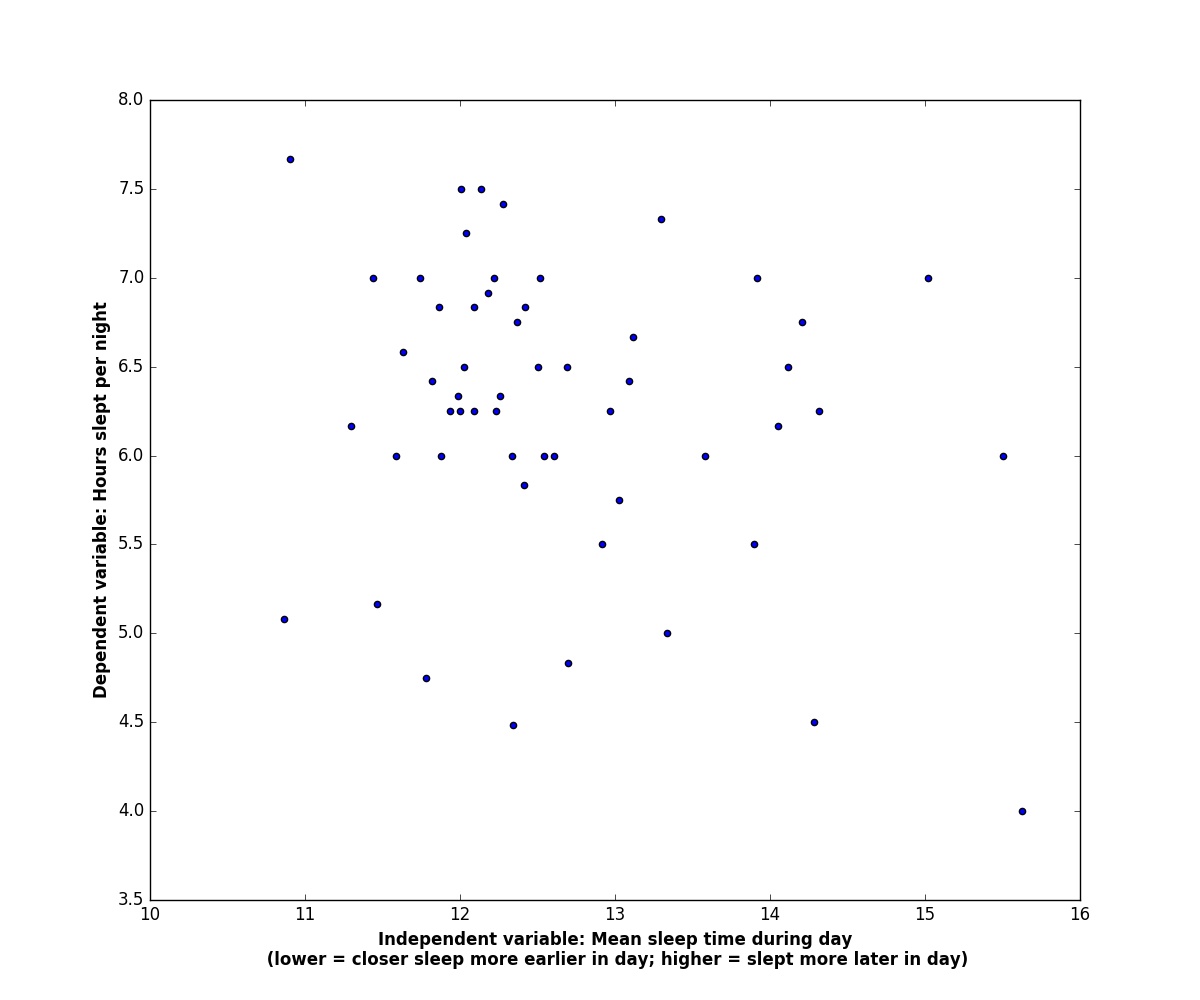 8.0
7.5
7.0
6.5
6.0
5.5
5.0
4.5
4.0
3.5
Dependent variable: Hours slept per night
10 11 12 13 14 15 16
Independent variable: Mean sleep time during day
(lower = closer sleep more earlier in day; higher = slept more later in day)